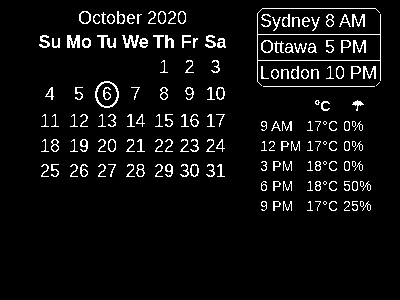 October 2020
Su Mo Tu We Th Fr Sa
1 2 3
4 5 6 7 8 9 10
11 12 13 14 15 16 17
18 19 20 21 22 23 24
25 26 27 28 29 30 31
Sydney 8 AM
Ottawa 5 PM
London 10 PM
°C ☂
9 AM 17°C 0%
12 PM 17°C 0%
3 PM 18°C 0%
6 PM 18°C 50%
9 PM 17°C 25%